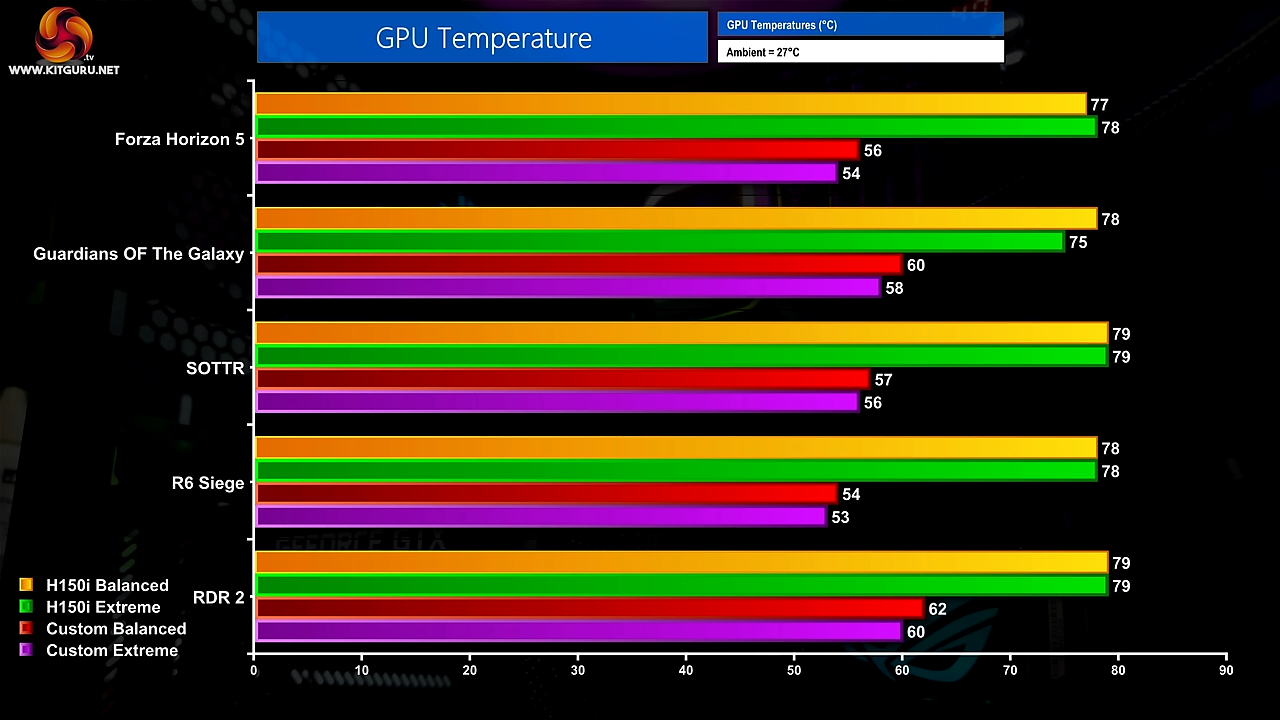 .tv
WWW.KITGURU.NET
GPU Temperature
GPU Temperatures (°C)
Ambient = 27°C
Forza Horizon 5
77
78
56
54
Guardians OF The Galaxy
78
75
60
58
SOTTR
79
79
57
56
R6 Siege
78
78
54
53
GEFORCE GTX
RDR 2
79
79
62
60
H150i Balanced
H150i Extreme
Custom Balanced
Custom Extreme
0 10 20 30 40 50 60 70 80 90